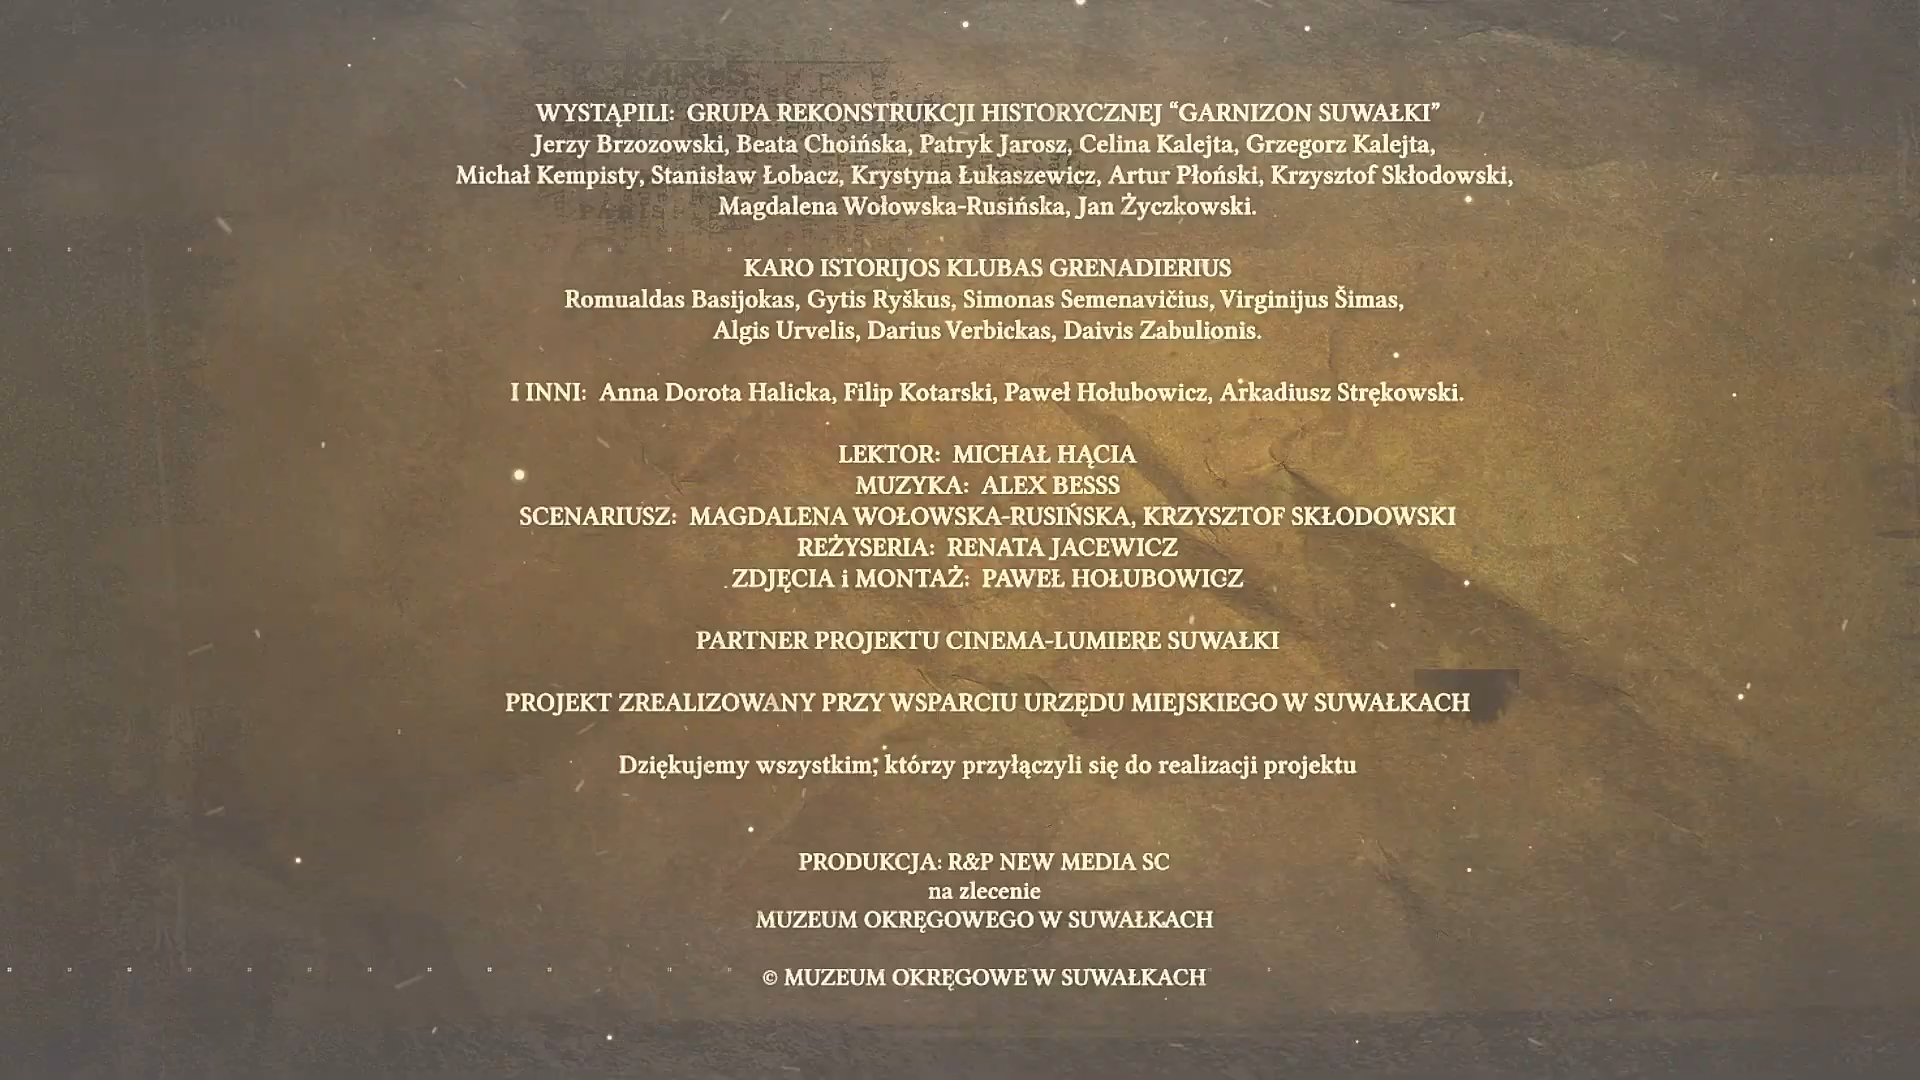 WYSTĄPILI: GRUPA REKONSTRUKCJI HISTORYCZNEJ “GARNIZON SUWAŁKI”
Jerzy Brzozowski, Beata Choińska, Patryk Jarosz, Celina Kalejta, Grzegorz Kalejta,
Michał Kempisty, Stanisław Łobacz, Krystyna Łukaszewicz, Artur Płoński, Krzysztof Skłodowski,
Magdalena Wołowska-Rusińska, Jan Życzkowski.
KARO ISTORIJOS KLUBAS GRENADIERIUS
Romualdas Basijokas, Gytis Ryškus, Simonas Semenavičius, Virginijus Šimas,
Algis Urvelis, Darius Verbickas, Daivis Zabulionis.
I INNI: Anna Dorota Halicka, Filip Kotarski, Paweł Hołubowicz, Arkadiusz Strękowski.
LEKTOR: MICHAŁ HĄCIA
MUZYKA: ALEX BESSS
SCENARIUSZ: MAGDALENA WOŁOWSKA-RUSIŃSKA, KRZYSZTOF SKŁODOWSKI
REŻYSERIA: RENATA JACEWICZ
ZDJĘCIA i MONTAŻ: PAWEŁ HOŁUBOWICZ
PARTNER PROJEKTU CINEMA-LUMIERE SUWAŁKI
PROJEKT ZREALIZOWANY PRZY WSPARCIU URZĘDU MIEJSKIEGO W SUWAŁKACH
Dziękujemy wszystkim, którzy przyłączyli się do realizacji projektu
PRODUKCJA: R&P NEW MEDIA SC
na zlecenie
MUZEUM OKRĘGOWEGO W SUWAŁKACH
© MUZEUM OKRĘGOWE W SUWAŁKACH